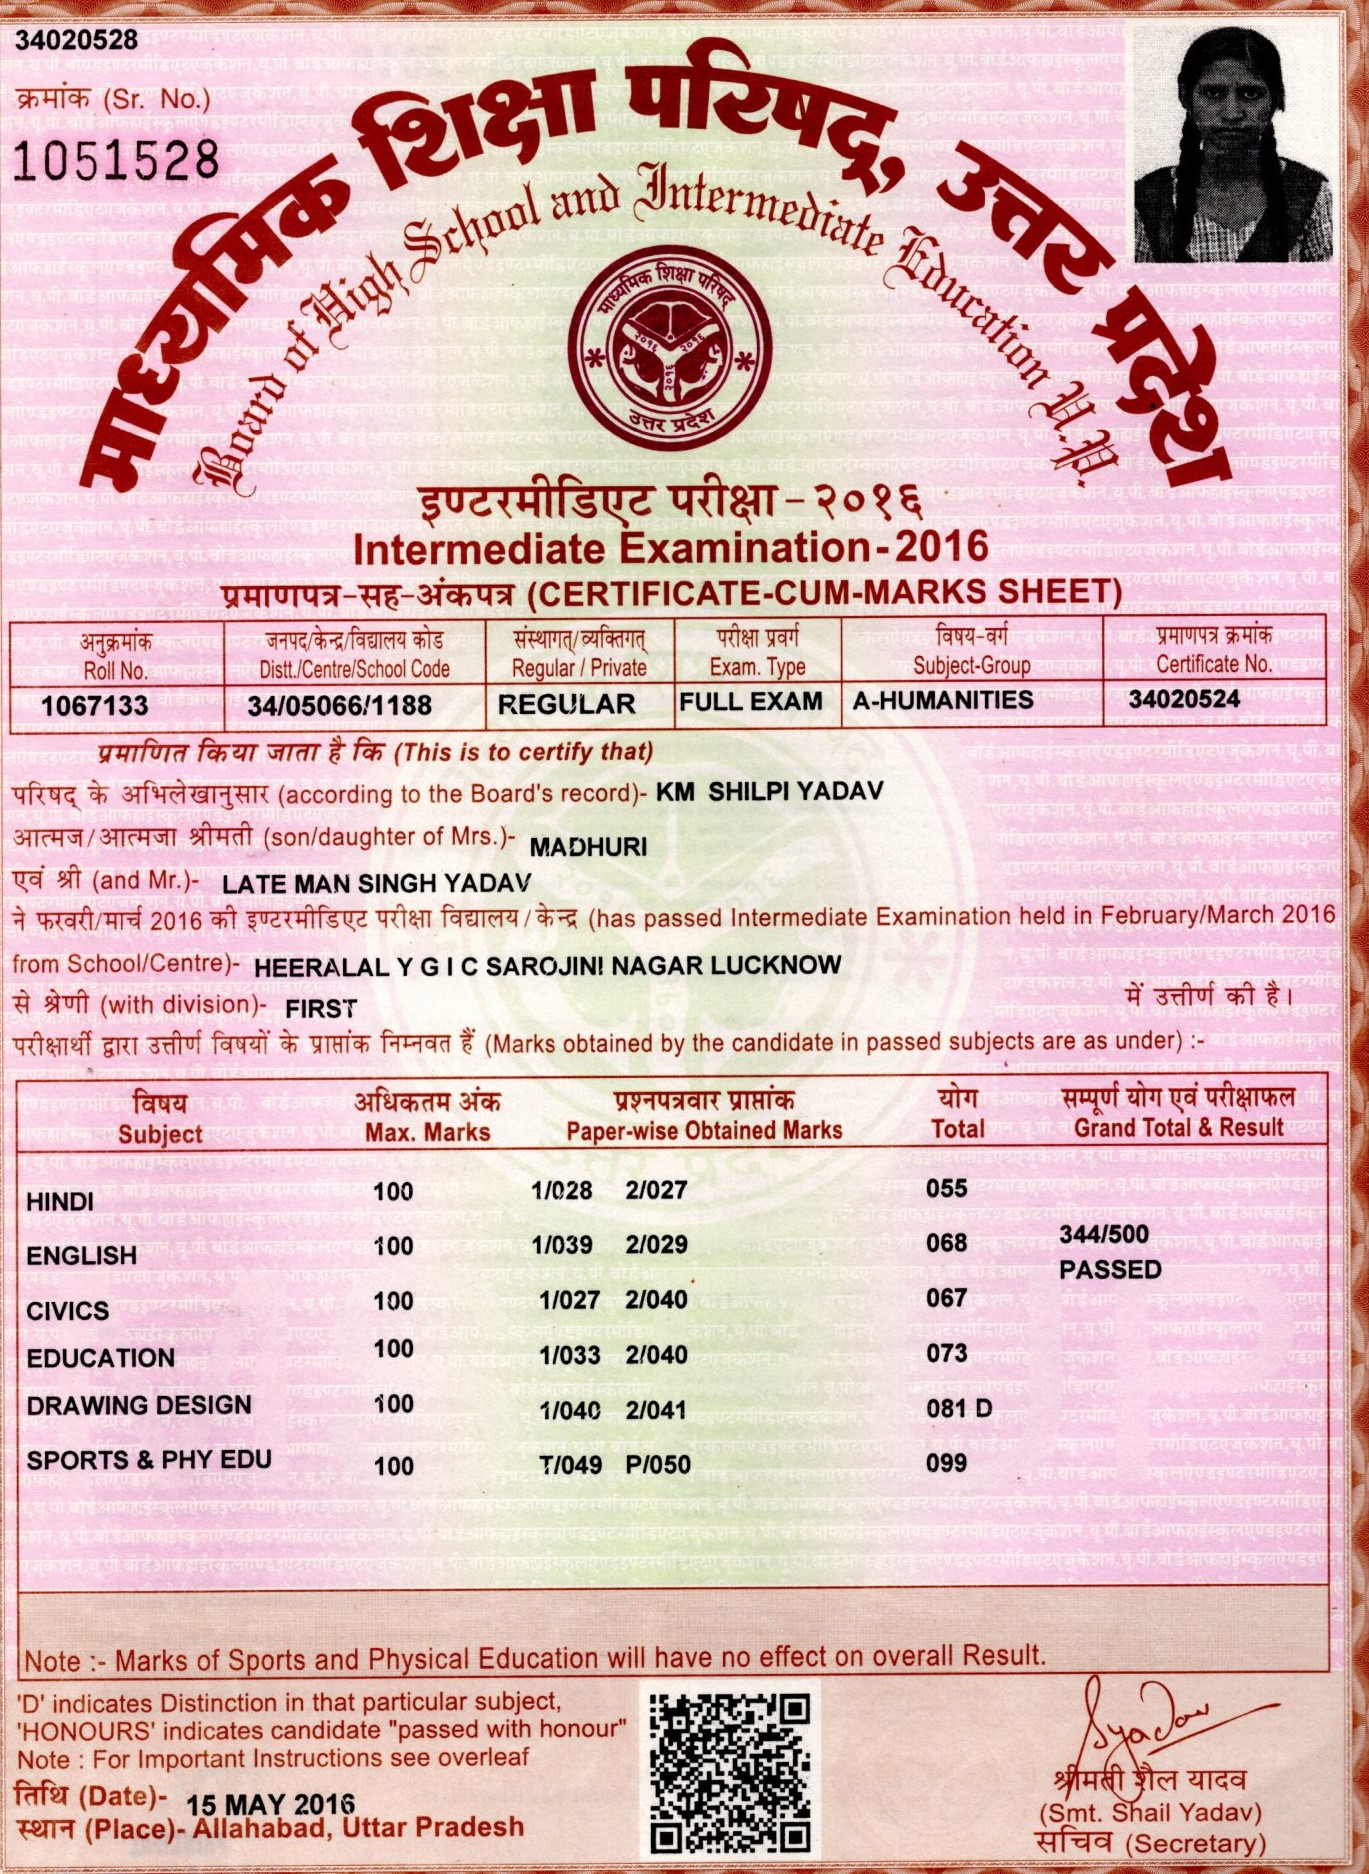 34020528
क्रमांक (Sr. No.)
1051528
माध्यमिक शिक्षा परिषद्, उत्तर प्रदेश
Board of High School and Intermediate Education U.P.
माध्यमिक शिक्षा परिषद्
२०१६ २०१६
२०१६
उत्तर प्रदेश
इण्टरमीडिएट परीक्षा - २०१६
Intermediate Examination - 2016
प्रमाणपत्र-सह-अंकपत्र (CERTIFICATE-CUM-MARKS SHEET)
अनुक्रमांक जनपद/केन्द्र/विद्यालय कोड संस्थागत्/व्यक्तिगत् परीक्षा प्रवर्ग विषय-वर्ग प्रमाणपत्र क्रमांक
Roll No. Distt./Centre/School Code Regular / Private Exam. Type Subject-Group Certificate No.
1067133 34/05066/1188 REGULAR FULL EXAM A-HUMANITIES 34020524
प्रमाणित किया जाता है कि (This is to certify that)
परिषद् के अभिलेखानुसार (according to the Board's record)- KM SHILPI YADAV
आत्मज/आत्मजा श्रीमती (son/daughter of Mrs.)- MADHURI
एवं श्री (and Mr.)- LATE MAN SINGH YADAV
ने फरवरी/मार्च 2016 की इण्टरमीडिएट परीक्षा विद्यालय/केन्द्र (has passed Intermediate Examination held in February/March 2016
from School/Centre)- HEERALAL Y G I C SAROJINI NAGAR LUCKNOW
से श्रेणी (with division)- FIRST में उत्तीर्ण की है।
परीक्षार्थी द्वारा उत्तीर्ण विषयों के प्राप्तांक निम्नवत हैं (Marks obtained by the candidate in passed subjects are as under) :-
विषय अधिकतम अंक प्रश्नपत्रवार प्राप्तांक योग सम्पूर्ण योग एवं परीक्षाफल
Subject Max. Marks Paper-wise Obtained Marks Total Grand Total & Result
HINDI 100 1/028 2/027 055
ENGLISH 100 1/039 2/029 068 344/500
PASSED
CIVICS 100 1/027 2/040 067
EDUCATION 100 1/033 2/040 073
DRAWING DESIGN 100 1/040 2/041 081 D
SPORTS & PHY EDU 100 T/049 P/050 099
Note :- Marks of Sports and Physical Education will have no effect on overall Result.
'D' indicates Distinction in that particular subject,
'HONOURS' indicates candidate "passed with honour"
Note : For Important Instructions see overleaf
तिथि (Date)- 15 MAY 2016
स्थान (Place)- Allahabad, Uttar Pradesh
Syadav
श्रीमती शैल यादव
(Smt. Shail Yadav)
सचिव (Secretary)